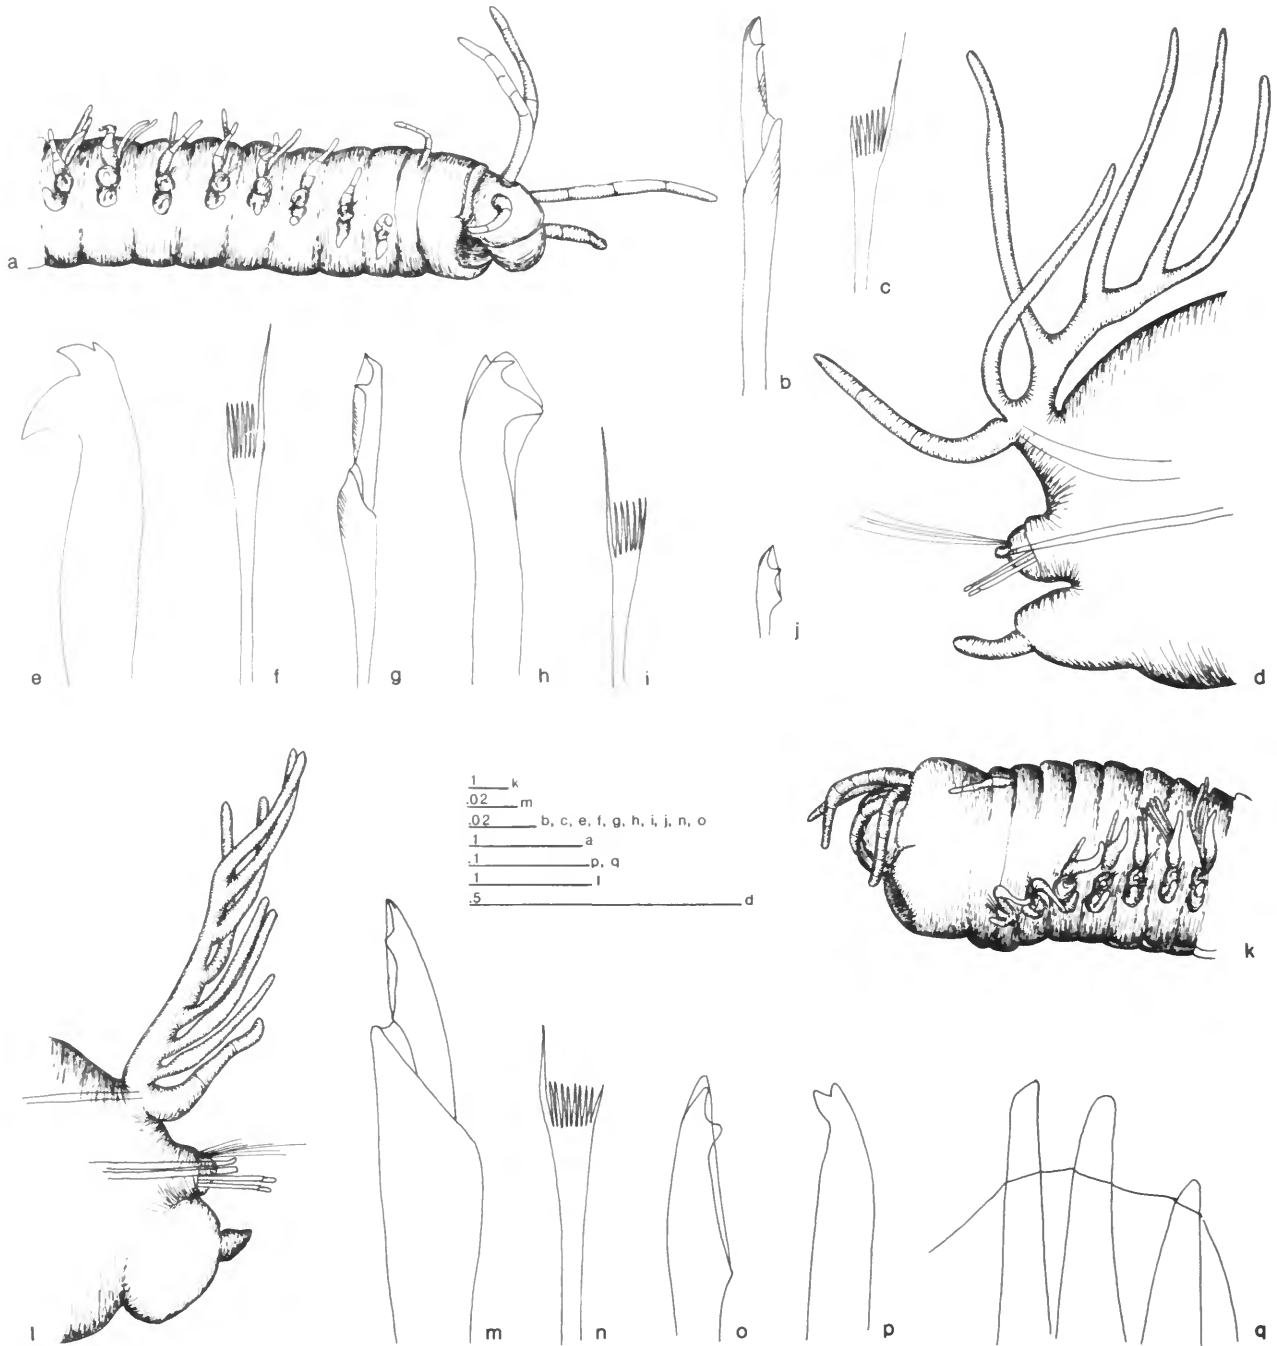 a
b
c
d
e
f
g
h
i
j
1 k
.02 m
.02 b, c, e, f, g, h, i, j, n, o
.1 a
.1 p, q
1 l
.5 d
k
l
m
n
o
p
q